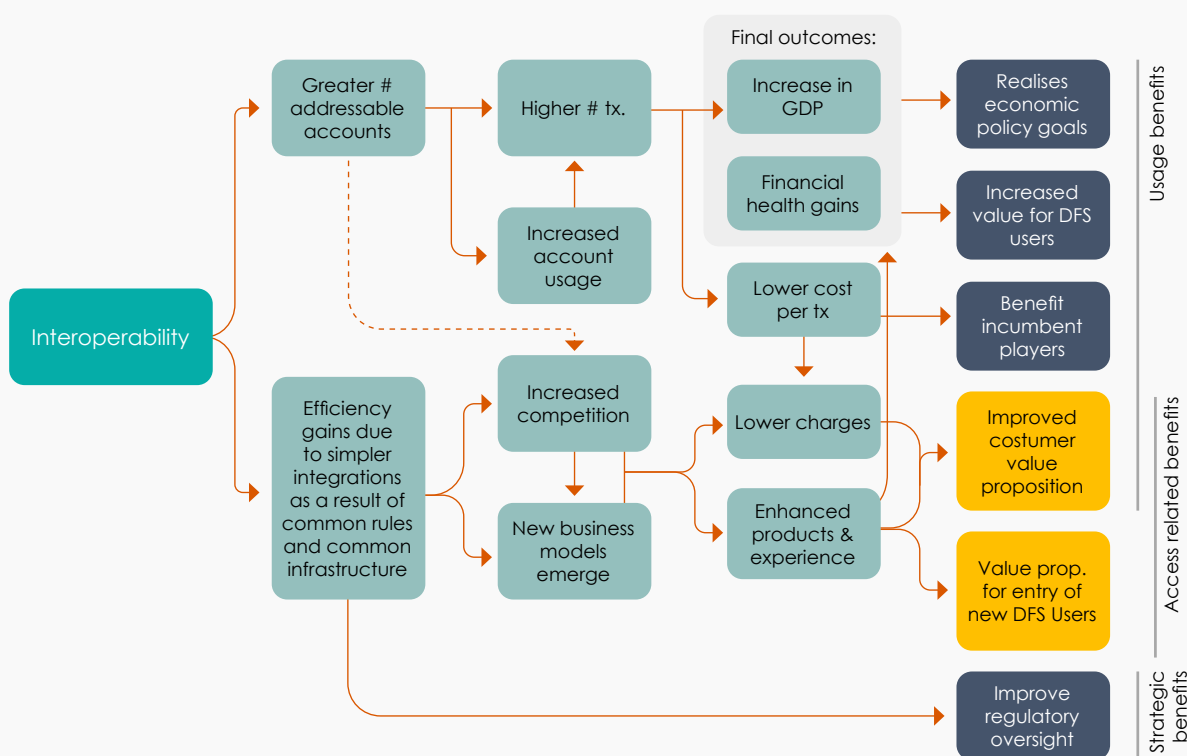 Final outcomes:
Greater #
addressable
accounts
Higher # tx.
Increase in
GDP
Realises
economic
policy goals
Financial
health gains
Increased
value for DFS
users
Increased
account
usage
Lower cost
per tx
Benefit
incumbent
players
Interoperability
Efficiency
gains due
to simpler
integrations
as a result of
common rules
and common
infrastructure
Increased
competition
Lower charges
Improved
costumer
value
proposition
New business
models
emerge
Enhanced
products &
experience
Value prop.
for entry of
new DFS Users
Improve
regulatory
oversight
Usage benefits
Access related benefits
Strategic
benefits